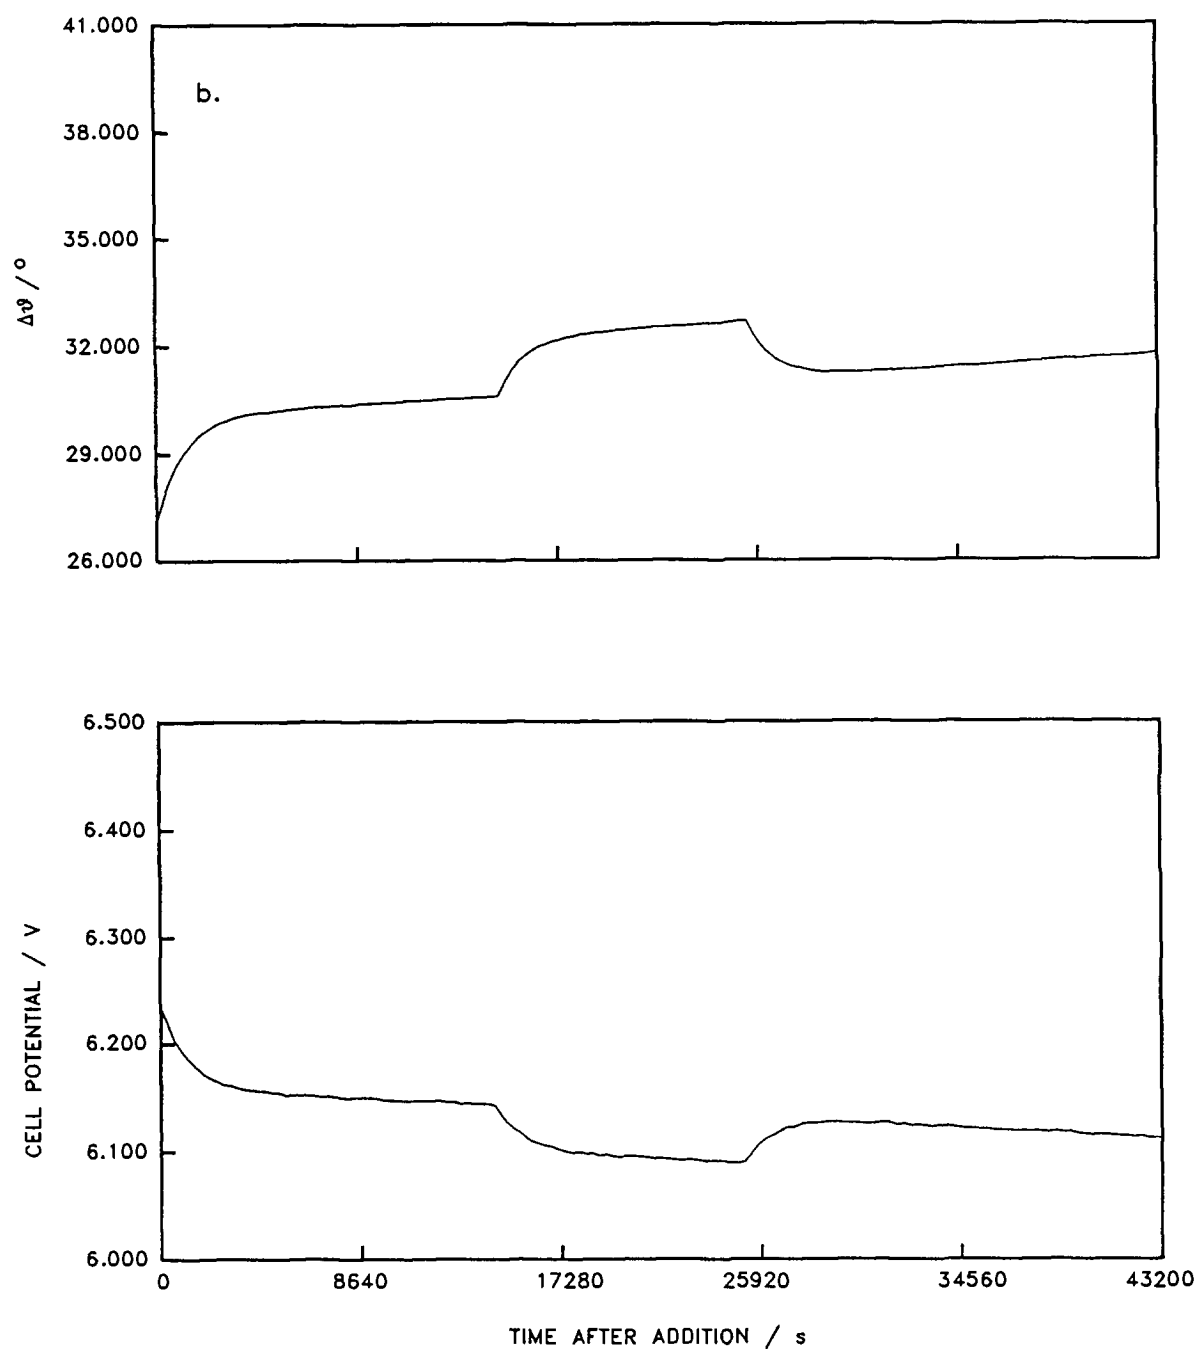 41.000
b.
38.000
35.000
Δϑ / °
32.000
29.000
26.000
6.500
6.400
6.300
CELL POTENTIAL / V
6.200
6.100
6.000
0 8640 17280 25920 34560 43200
TIME AFTER ADDITION / s